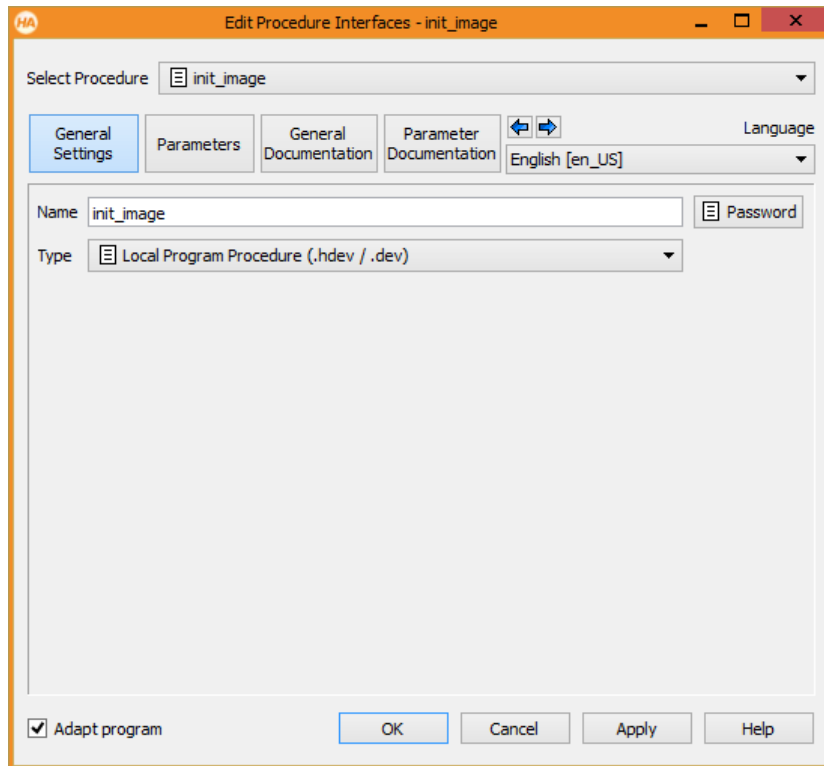 HA
Edit Procedure Interfaces - init_image
Select Procedure init_image
General Settings
Parameters
General Documentation
Parameter Documentation
Language
English [en_US]
Name init_image Password
Type Local Program Procedure (.hdev / .dev)
Adapt program OK Cancel Apply Help